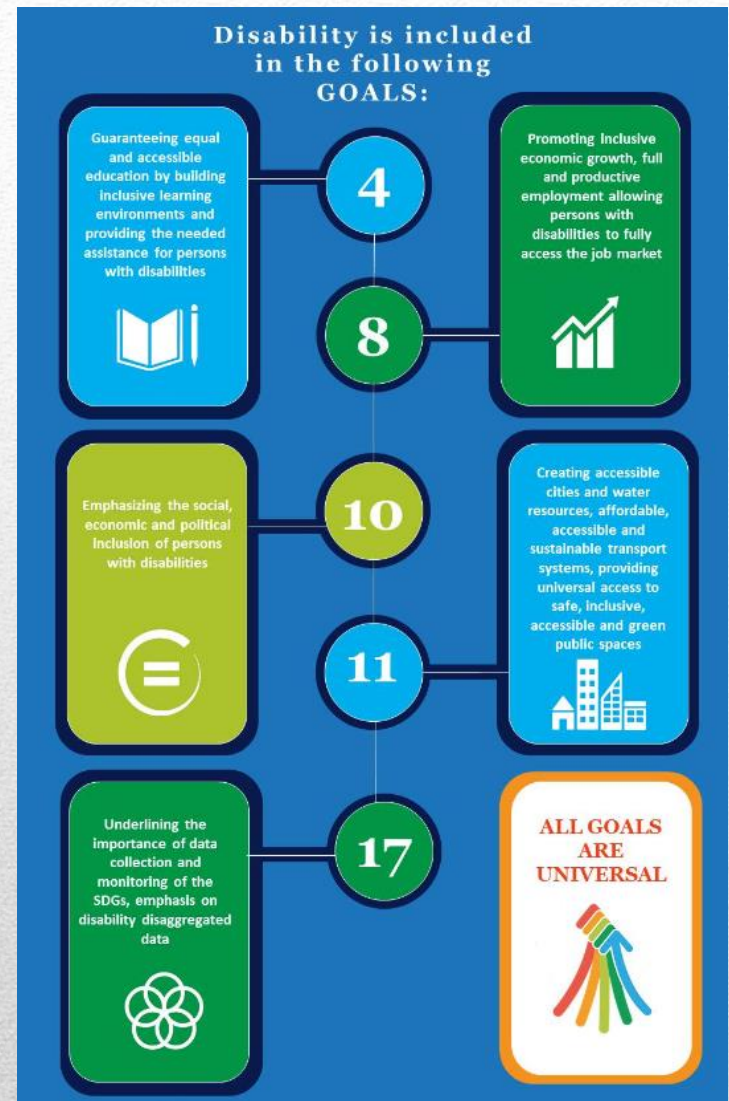 Disability is included
in the following
GOALS:
Guaranteeing equal
and accessible
education by building
inclusive learning
environments and
providing the needed
assistance for persons
with disabilities
4
Promoting inclusive
economic growth, full
and productive
employment allowing
persons with
disabilities to fully
access the job market
8
Emphasizing the social,
economic and political
inclusion of persons
with disabilities
10
Creating accessible
cities and water
resources, affordable,
accessible and
sustainable transport
systems, providing
universal access to
safe, inclusive,
accessible and green
public spaces
11
Underlining the
importance of data
collection and
monitoring of the
SDGs, emphasis on
disability disaggregated
data
17
ALL GOALS
ARE
UNIVERSAL